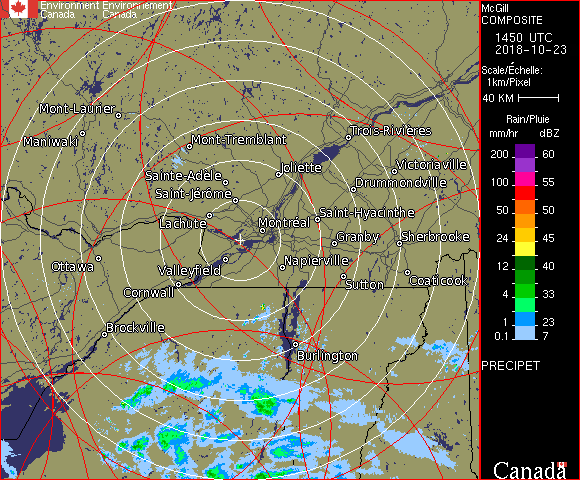 Environment Environnement
Canada Canada
McGill
COMPOSITE
1450 UTC
2018-10-23
Scale/Échelle:
1km/Pixel
40 KM
Rain/Pluie
mm/hr dBZ
200 60
155
100 55
50 50
24 45
12 40
4 33
1 23
0.1 7
PRECIPET
Canada
Mont-Laurier
Maniwaki
Mont-Tremblant
Trois-Rivières
Sainte-Adèle
Joliette
Victoriaville
Saint-Jérôme
Drummondville
Lachute
Montréal
Saint-Hyacinthe
Granby
Sherbrooke
Ottawa
Valleyfield
Napierville
Cornwall
Sutton
Coaticook
Brockville
Burlington